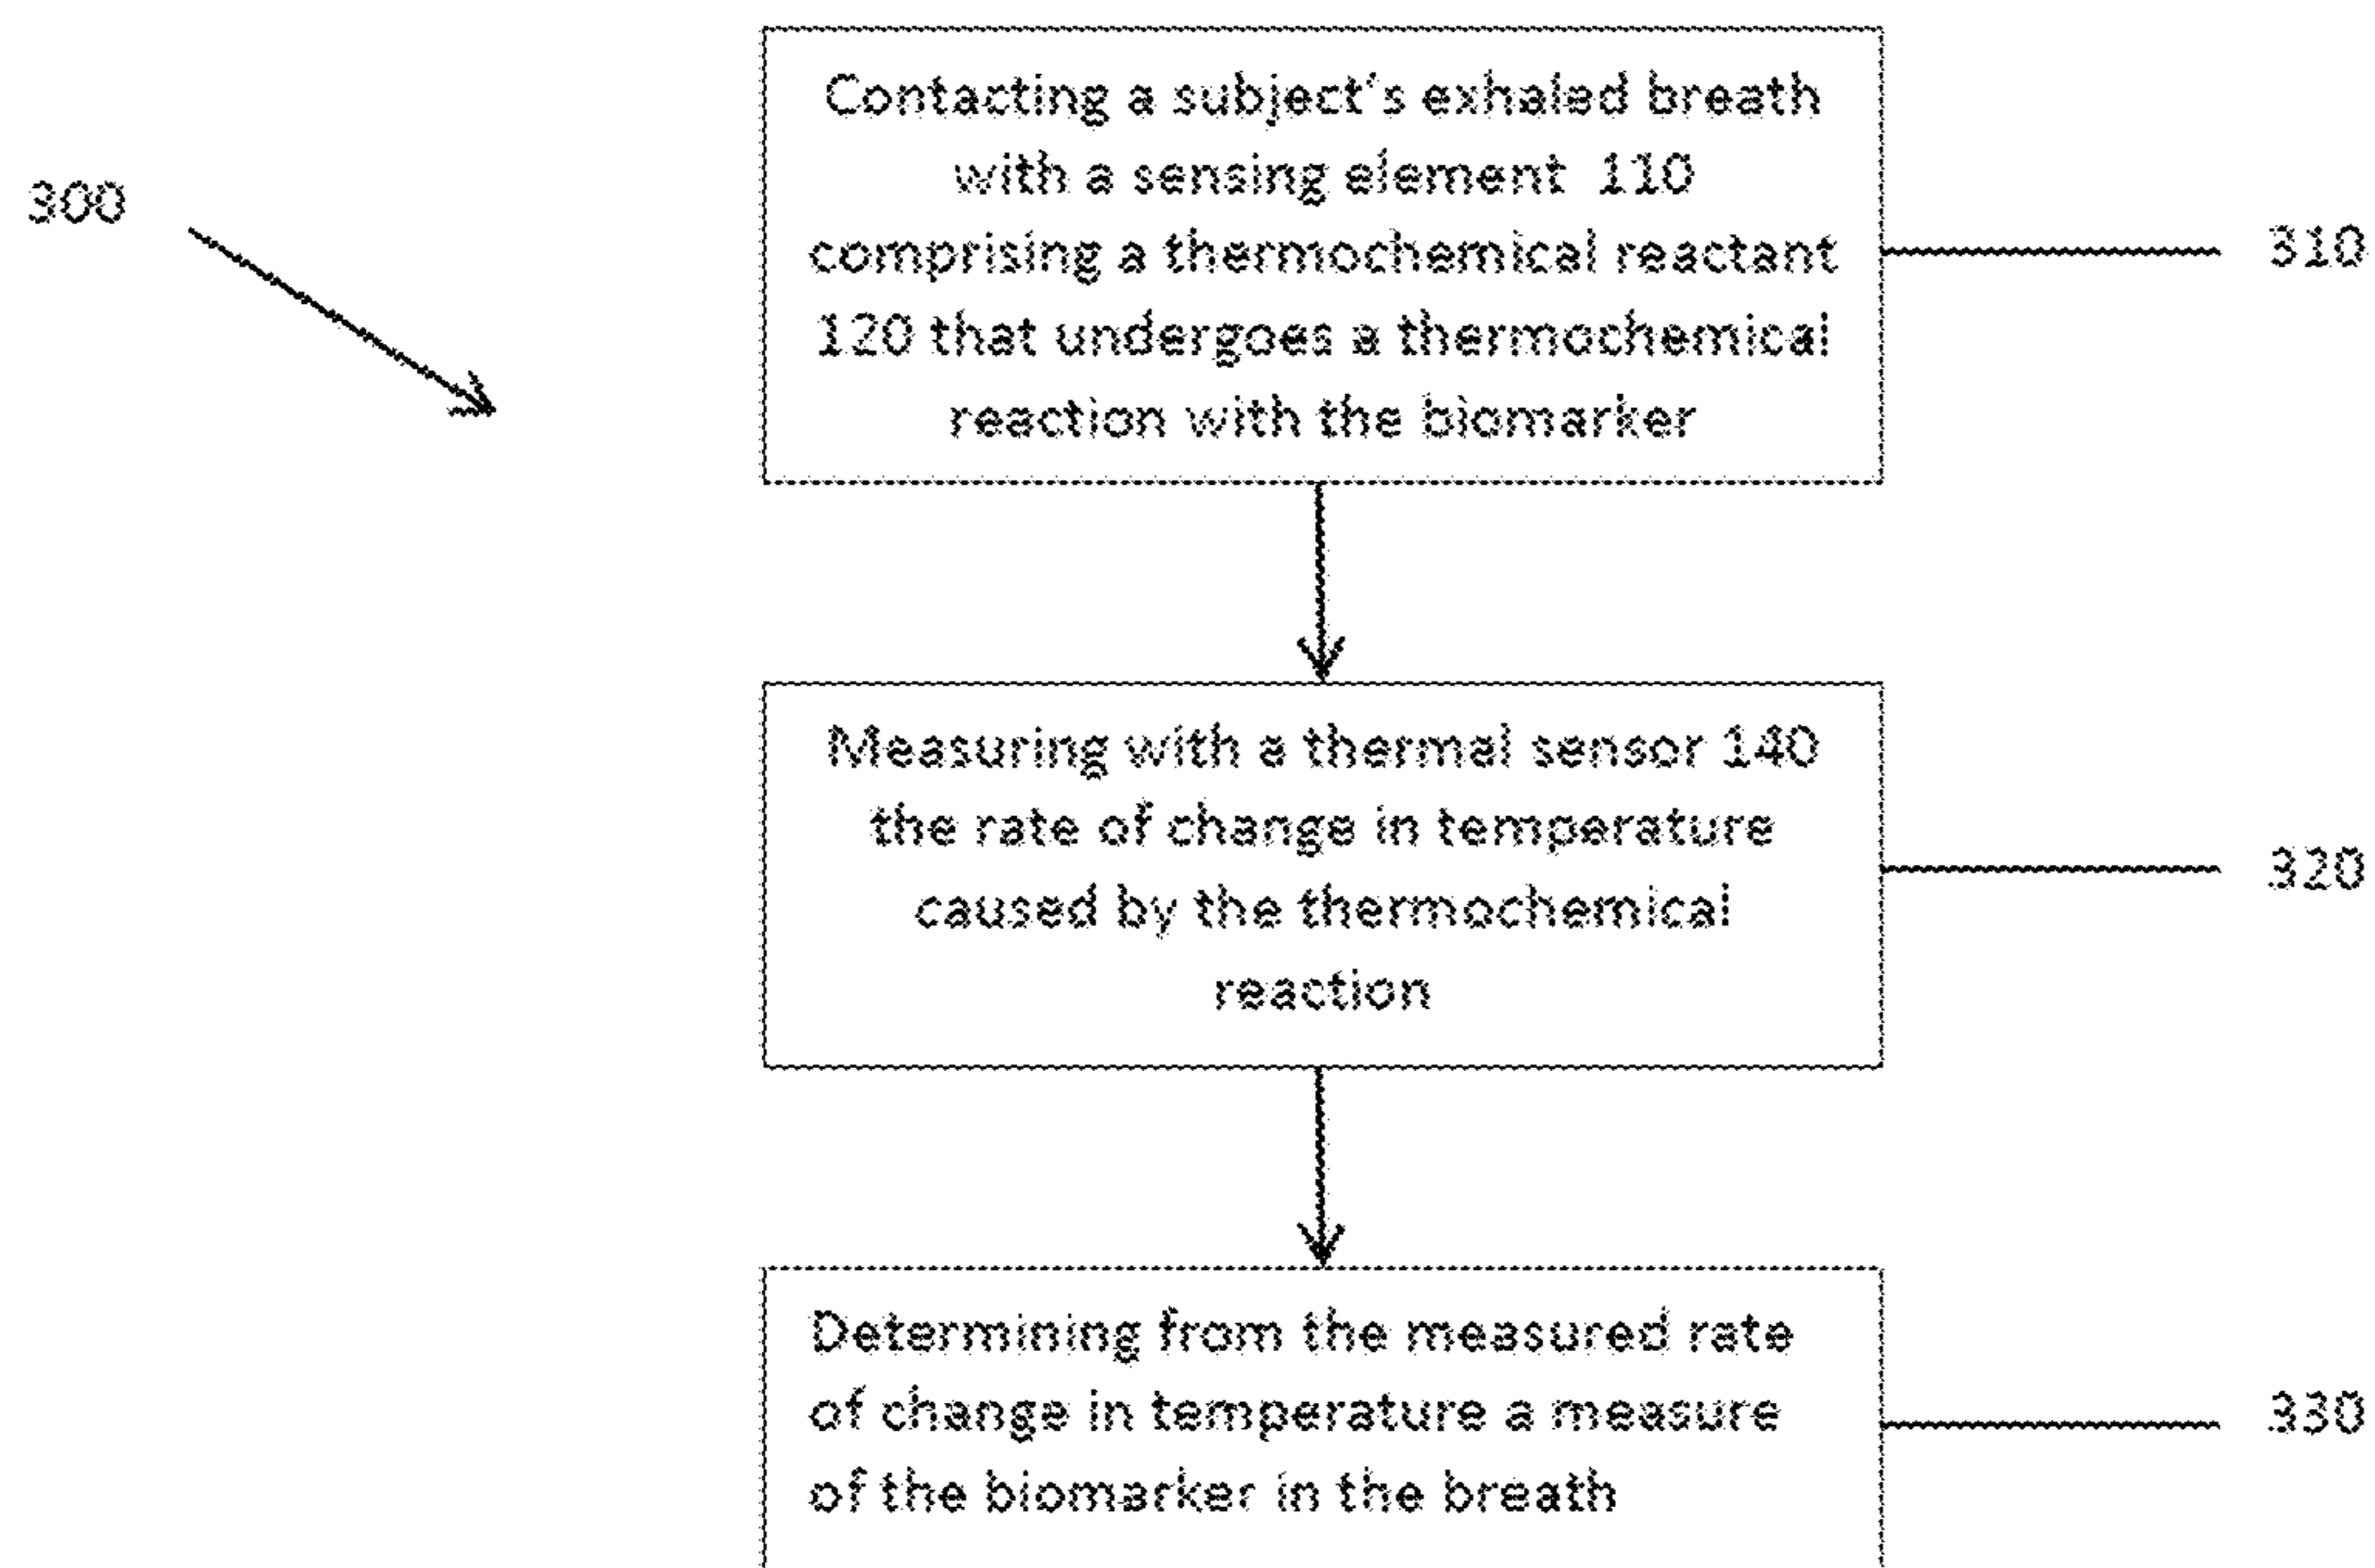 300
Contacting a subject's exhaled breath
with a sensing element 110
comprising a thermochemical reactant
120 that undergoes a thermochemical
reaction with the biomarker
310
Measuring with a thermal sensor 140
the rate of change in temperature
caused by the thermochemical
reaction
320
Determining from the measured rate
of change in temperature a measure
of the biomarker in the breath
330